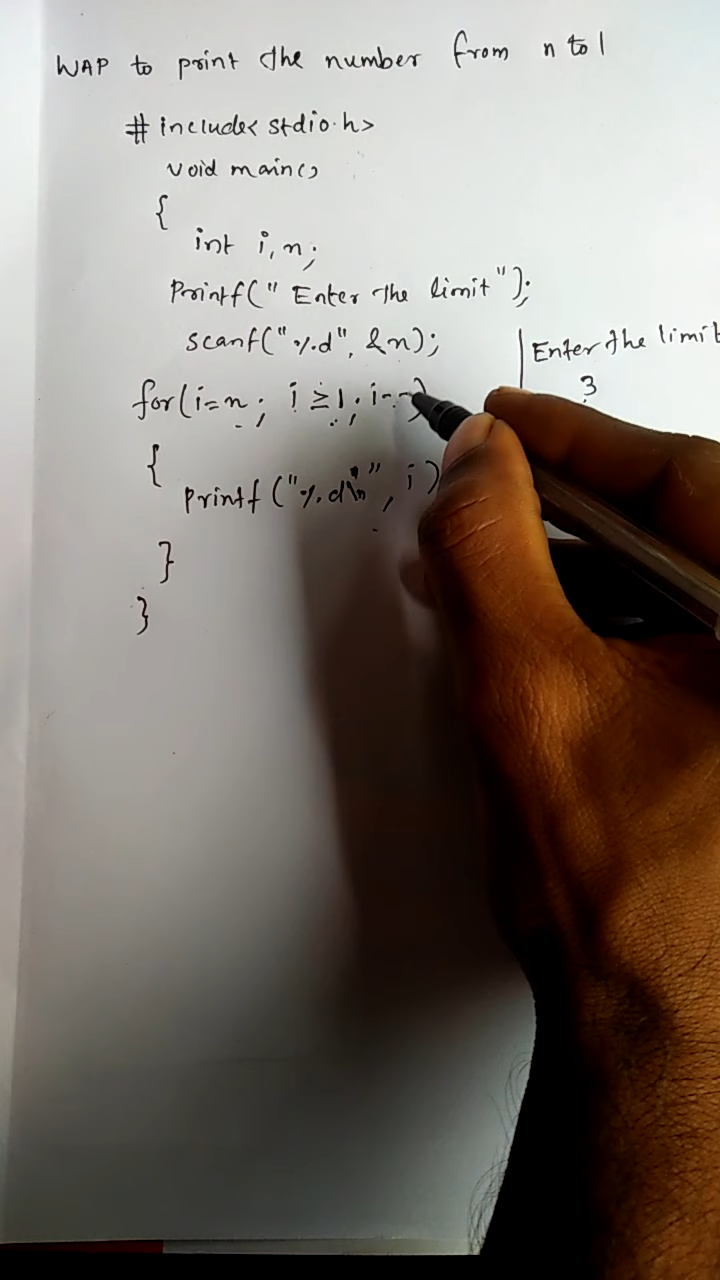 WAP to print the number from n to 1
# include< stdio.h>
void main()
{
int i, n;
Printf(" Enter the limit");
scanf("%d", &n);
for(i=n; i ≥ 1; i--)
{
printf ("%d\n", i)
}
}
Enter the limit
3